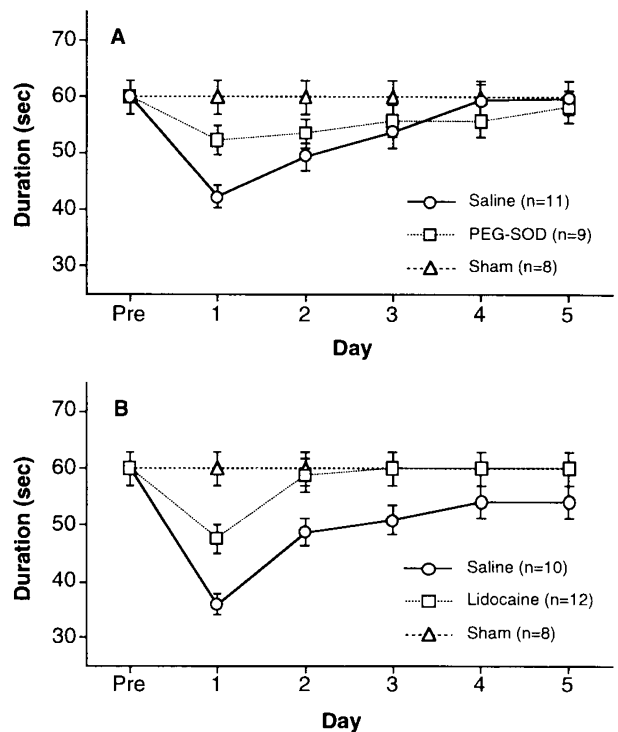 A
70
60
50
40
30
Duration (sec)
Saline (n=11)
PEG-SOD (n=9)
Sham (n=8)
Pre 1 2 3 4 5
Day
B
70
60
50
40
30
Duration (sec)
Saline (n=10)
Lidocaine (n=12)
Sham (n=8)
Pre 1 2 3 4 5
Day